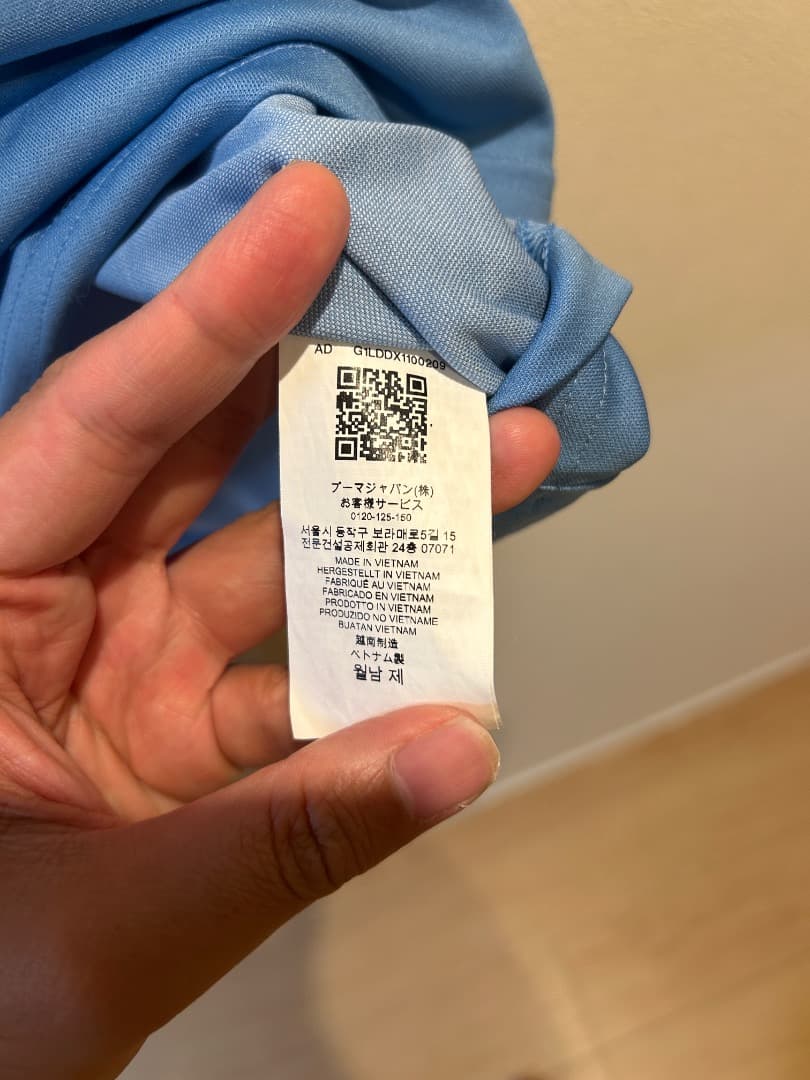 AD G1LDDX1100209
プーマジャパン(株)
お客様サービス
0120-125-150
서울시 동작구 보라매로5길 15
전문건설공제회관 24층 07071
MADE IN VIETNAM
HERGESTELLT IN VIETNAM
FABRIQUÉ AU VIETNAM
FABRICADO EN VIETNAM
PRODOTTO IN VIETNAM
PRODUZIDO NO VIETNAME
BUATAN VIETNAM
越南制造
ベトナム製
월남 제